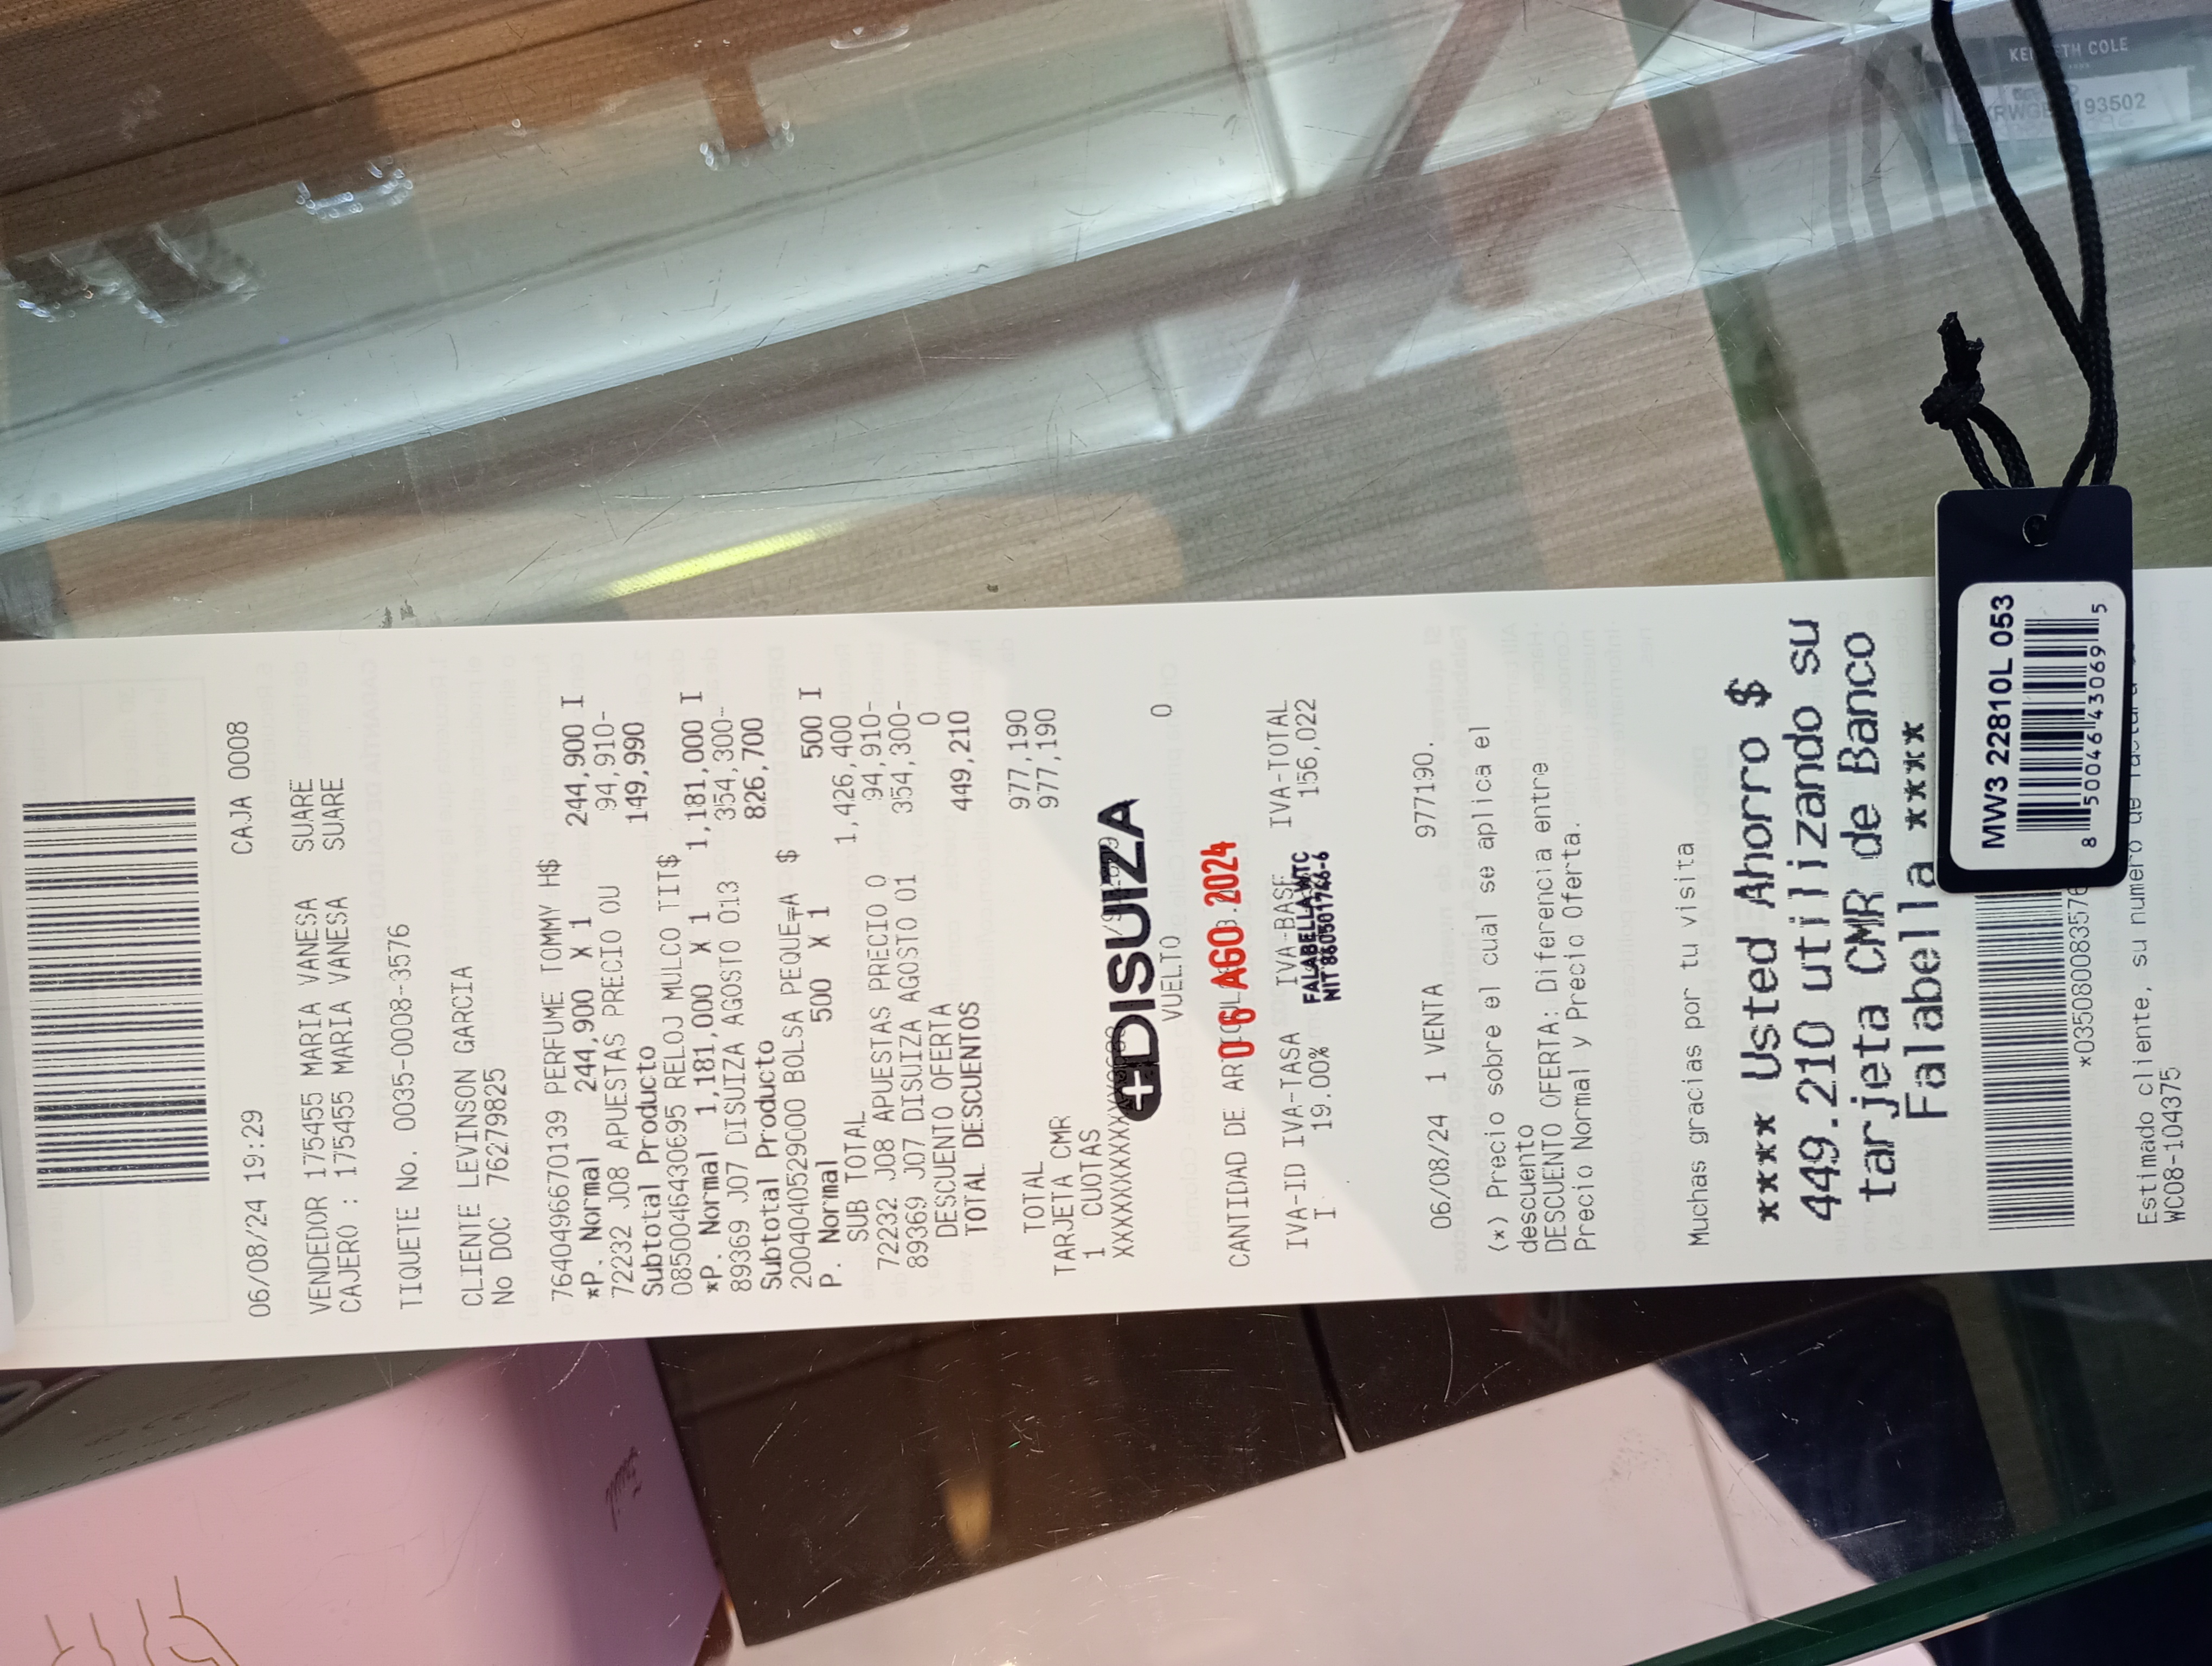 06/08/24 19:29 CAJA 0008
VENDEDOR 175455 MARIA VANESA SUARE
CAJERO : 175455 MARIA VANESA SUARE
TIQUETE No. 0035-0008-3576
CLIENTE LEVINSON GARCIA
No DOC 76279825
7640496670139 PERFUME TOMMY H$
*P. Normal 244,900 X 1 244,900 I
72232 J08 APUESTAS PRECIO OU 94,910-
Subtotal Producto 149,990
0850046430695 RELOJ MULCO TIT$
*P. Normal 1,181,000 X 1 1,181,000 I
89369 J07 DISUIZA AGOSTO 013 354,300-
Subtotal Producto 826,700
2004040529000 BOLSA PEQUE=A $
P. Normal 500 X 1 500 I
SUB TOTAL 1,426,400
72232 J08 APUESTAS PRECIO O 94,910-
89369 J07 DISUIZA AGOSTO 01 354,300-
DESCUENTO OFERTA 0
TOTAL DESCUENTOS 449,210
TOTAL 977,190
TARJETA CMR 977,190
1 CUOTAS
DISUIZA
VUELTO 0
CANTIDAD DE
06 AGO 2024
IVA-ID IVA-TASA IVA-BASE IVA-TOTAL
I 19.00% 156,022
FALABELLA WTC
NIT 860501746-6
06/08/24 1 VENTA 977190.
(*) Precio sobre el cual se aplica el
descuento
DESCUENTO OFERTA: Diferencia entre
Precio Normal y Precio Oferta.
Muchas gracias por tu visita
**** Usted Ahorro $
449.210 utilizando su
tarjeta CMR de Banco
Falabella ****
*0350800083576
Estimado cliente, su numero de
WC08-104375
MW3 22810L 053
8 50046 43069 5
KENNETH COLE
193502